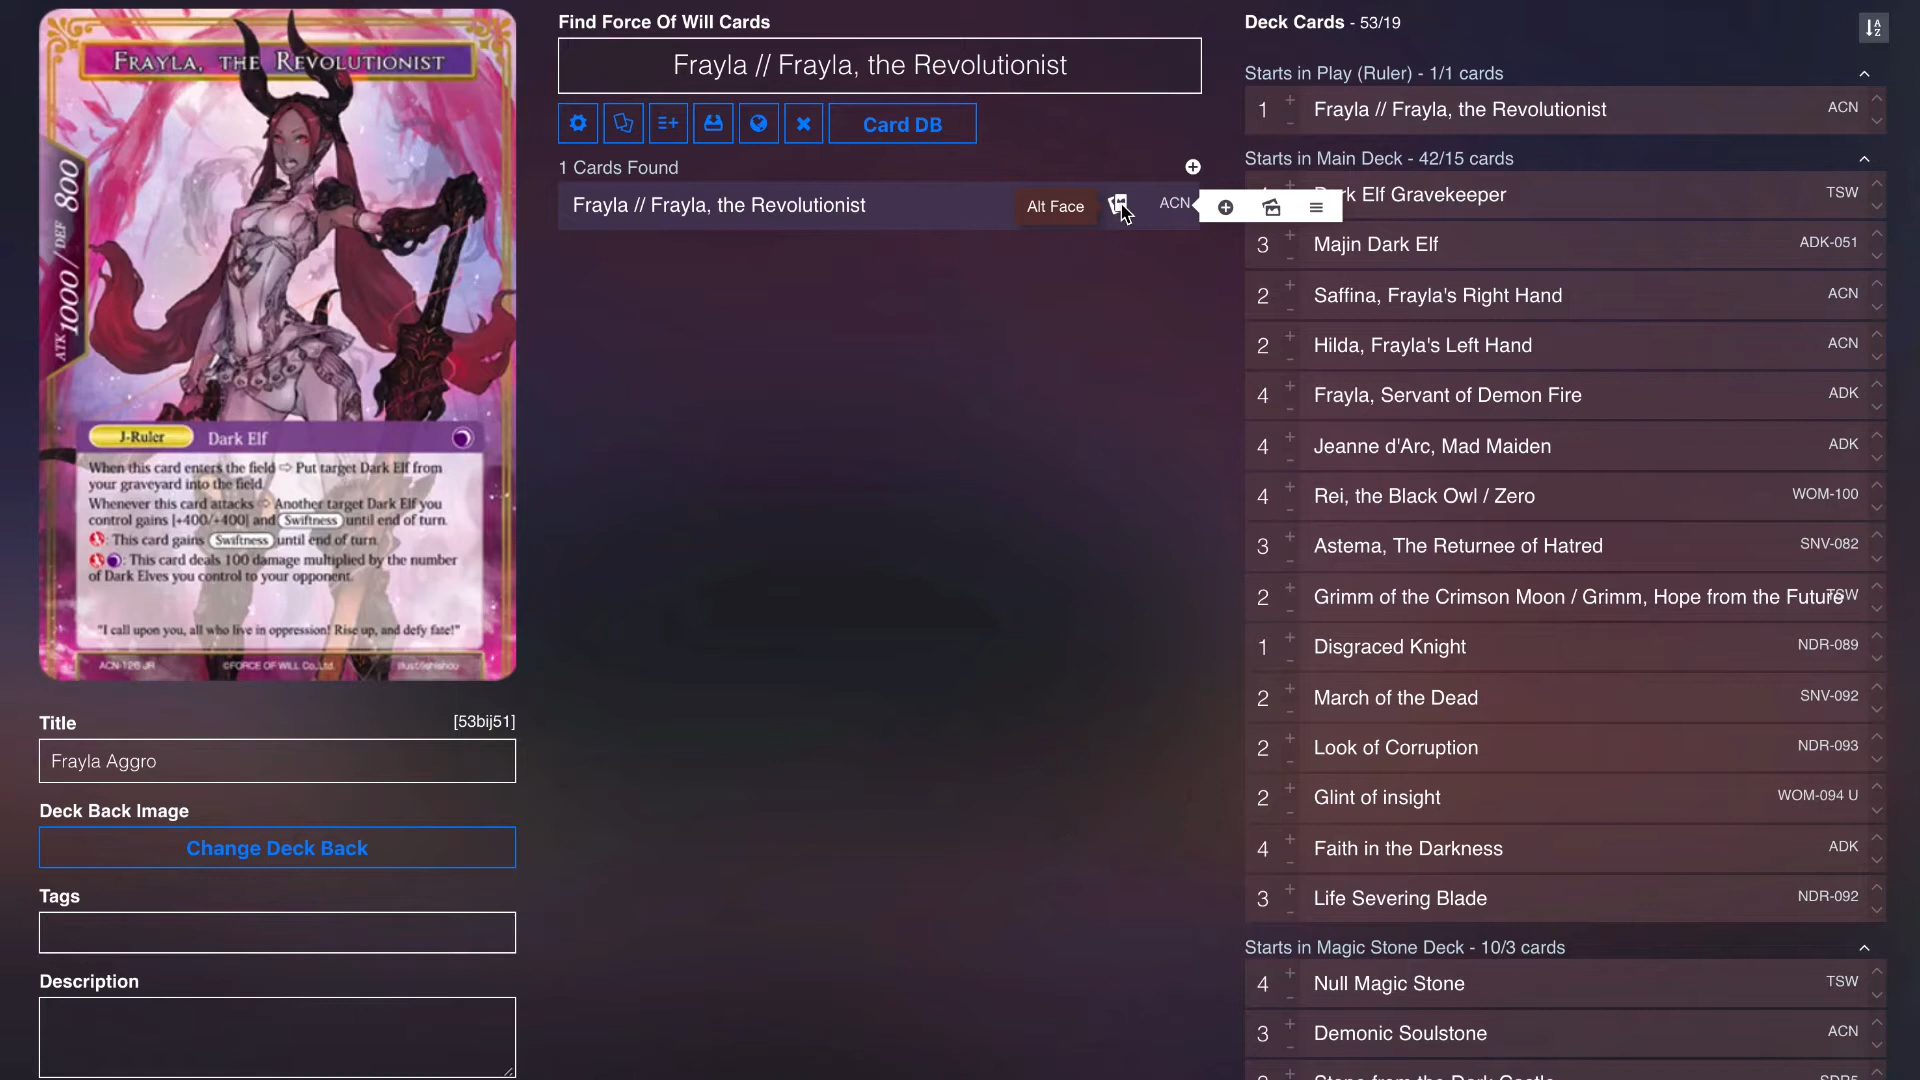 FRAYLA, THE REVOLUTIONIST
ATK 1000 / DEF 800
J-Ruler
Dark Elf
When this card enters the field ⇨ Put target Dark Elf from
your graveyard into the field.
Whenever this card attacks ⇨ Another target Dark Elf you
control gains [+400/+400] and Swiftness until end of turn.
: This card gains Swiftness until end of turn.
: This card deals 100 damage multiplied by the number
of Dark Elves you control to your opponent.
"I call upon you, all who live in oppression! Rise up, and defy fate!"
ACN-126 JR ©FORCE OF WILL Co.,Ltd.
Title
[53bij51]
Frayla Aggro
Deck Back Image
Change Deck Back
Tags
Description
Find Force Of Will Cards
Frayla // Frayla, the Revolutionist
Card DB
1 Cards Found
Frayla // Frayla, the Revolutionist
Alt Face
ACN
Deck Cards - 53/19
A
Z
Starts in Play (Ruler) - 1/1 cards
1 + - Frayla // Frayla, the Revolutionist ACN
Starts in Main Deck - 42/15 cards
rk Elf Gravekeeper TSW
3 + - Majin Dark Elf ADK-051
2 + - Saffina, Frayla's Right Hand ACN
2 + - Hilda, Frayla's Left Hand ACN
4 + - Frayla, Servant of Demon Fire ADK
4 + - Jeanne d'Arc, Mad Maiden ADK
4 + - Rei, the Black Owl / Zero WOM-100
3 + - Astema, The Returnee of Hatred SNV-082
2 + - Grimm of the Crimson Moon / Grimm, Hope from the Future TSW
1 + - Disgraced Knight NDR-089
2 + - March of the Dead SNV-092
2 + - Look of Corruption NDR-093
2 + - Glint of insight WOM-094 U
4 + - Faith in the Darkness ADK
3 + - Life Severing Blade NDR-092
Starts in Magic Stone Deck - 10/3 cards
4 + - Null Magic Stone TSW
3 + - Demonic Soulstone ACN